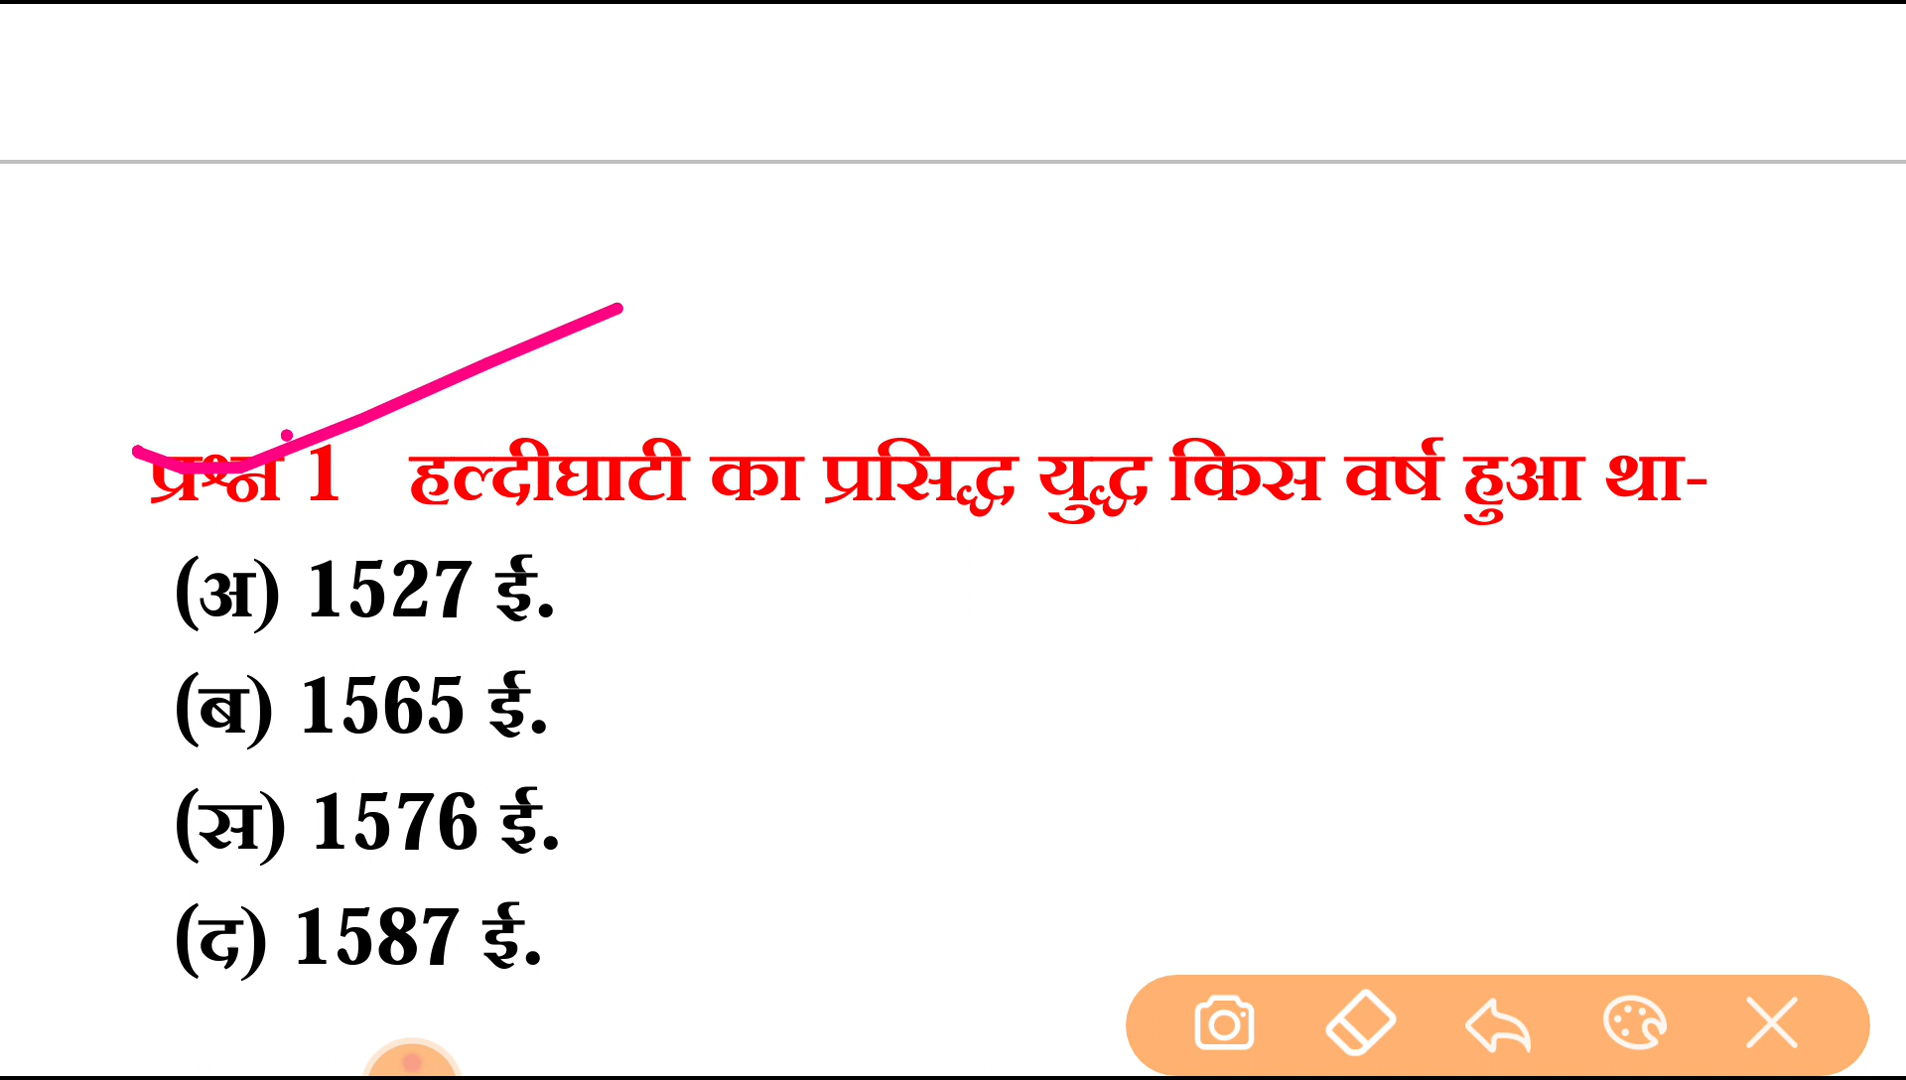 प्रश्नं 1 हल्दीघाटी का प्रसिद्ध युद्ध किस वर्ष हुआ था-
(अ) 1527 ई.
(ब) 1565 ई.
(स) 1576 ई.
(द) 1587 ई.